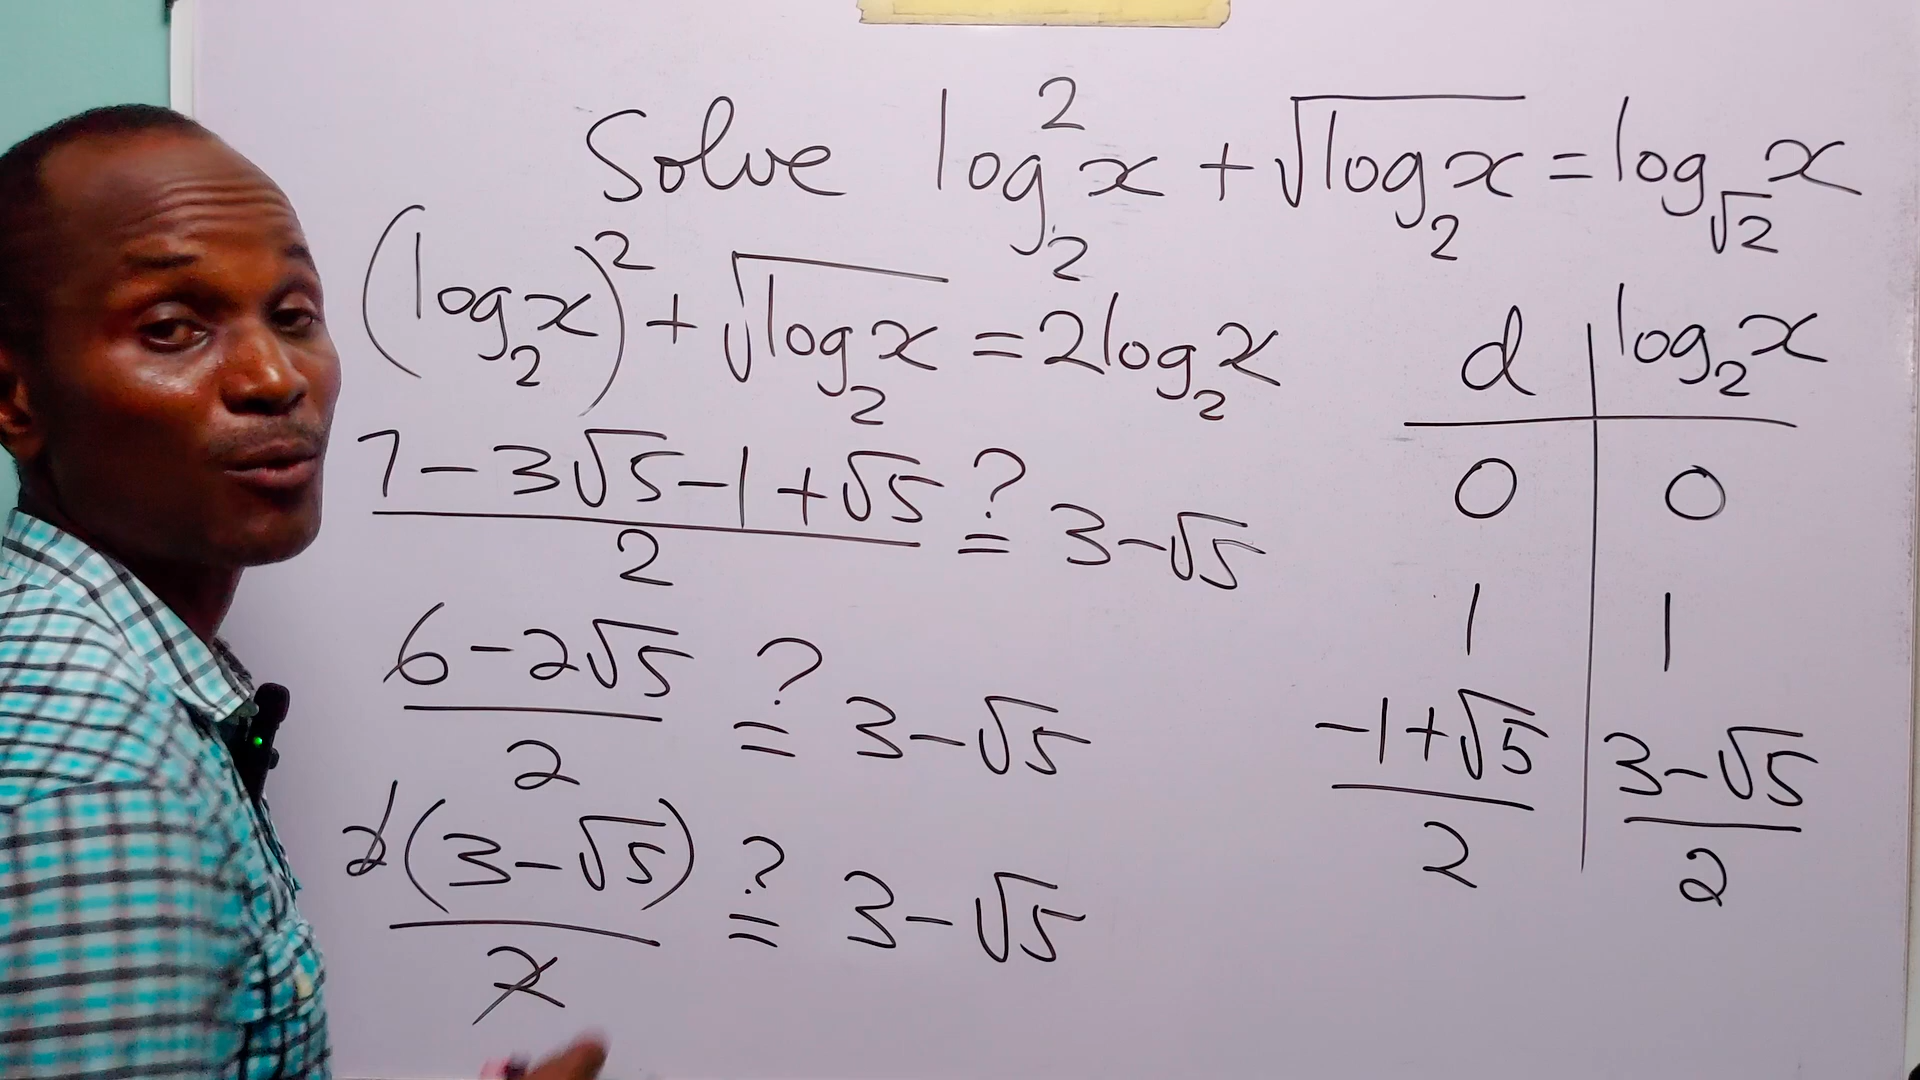 Solve log₂²x + √log₂x = log_√2 x
(log₂x)² + √log₂x = 2log₂x
(7 - 3√5 - 1 + √5)/2 ?= 3 - √5
(6 - 2√5)/2 ?= 3 - √5
2(3 - √5)/2 ?= 3 - √5
d | log₂x
0 | 0
1 | 1
(-1 + √5)/2 | (3 - √5)/2